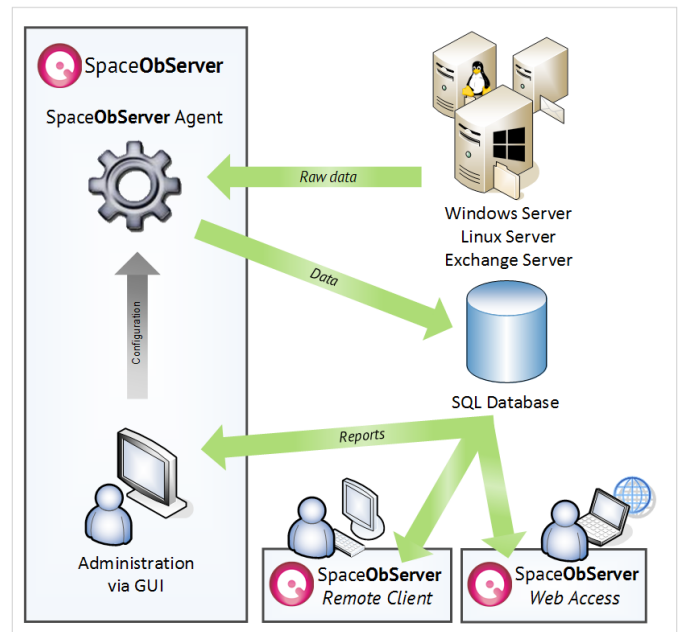 SpaceObServer
SpaceObServer Agent
Raw data
Windows Server
Linux Server
Exchange Server
Data
Configuration
SQL Database
Reports
Administration
via GUI
SpaceObServer
Remote Client
SpaceObServer
Web Access